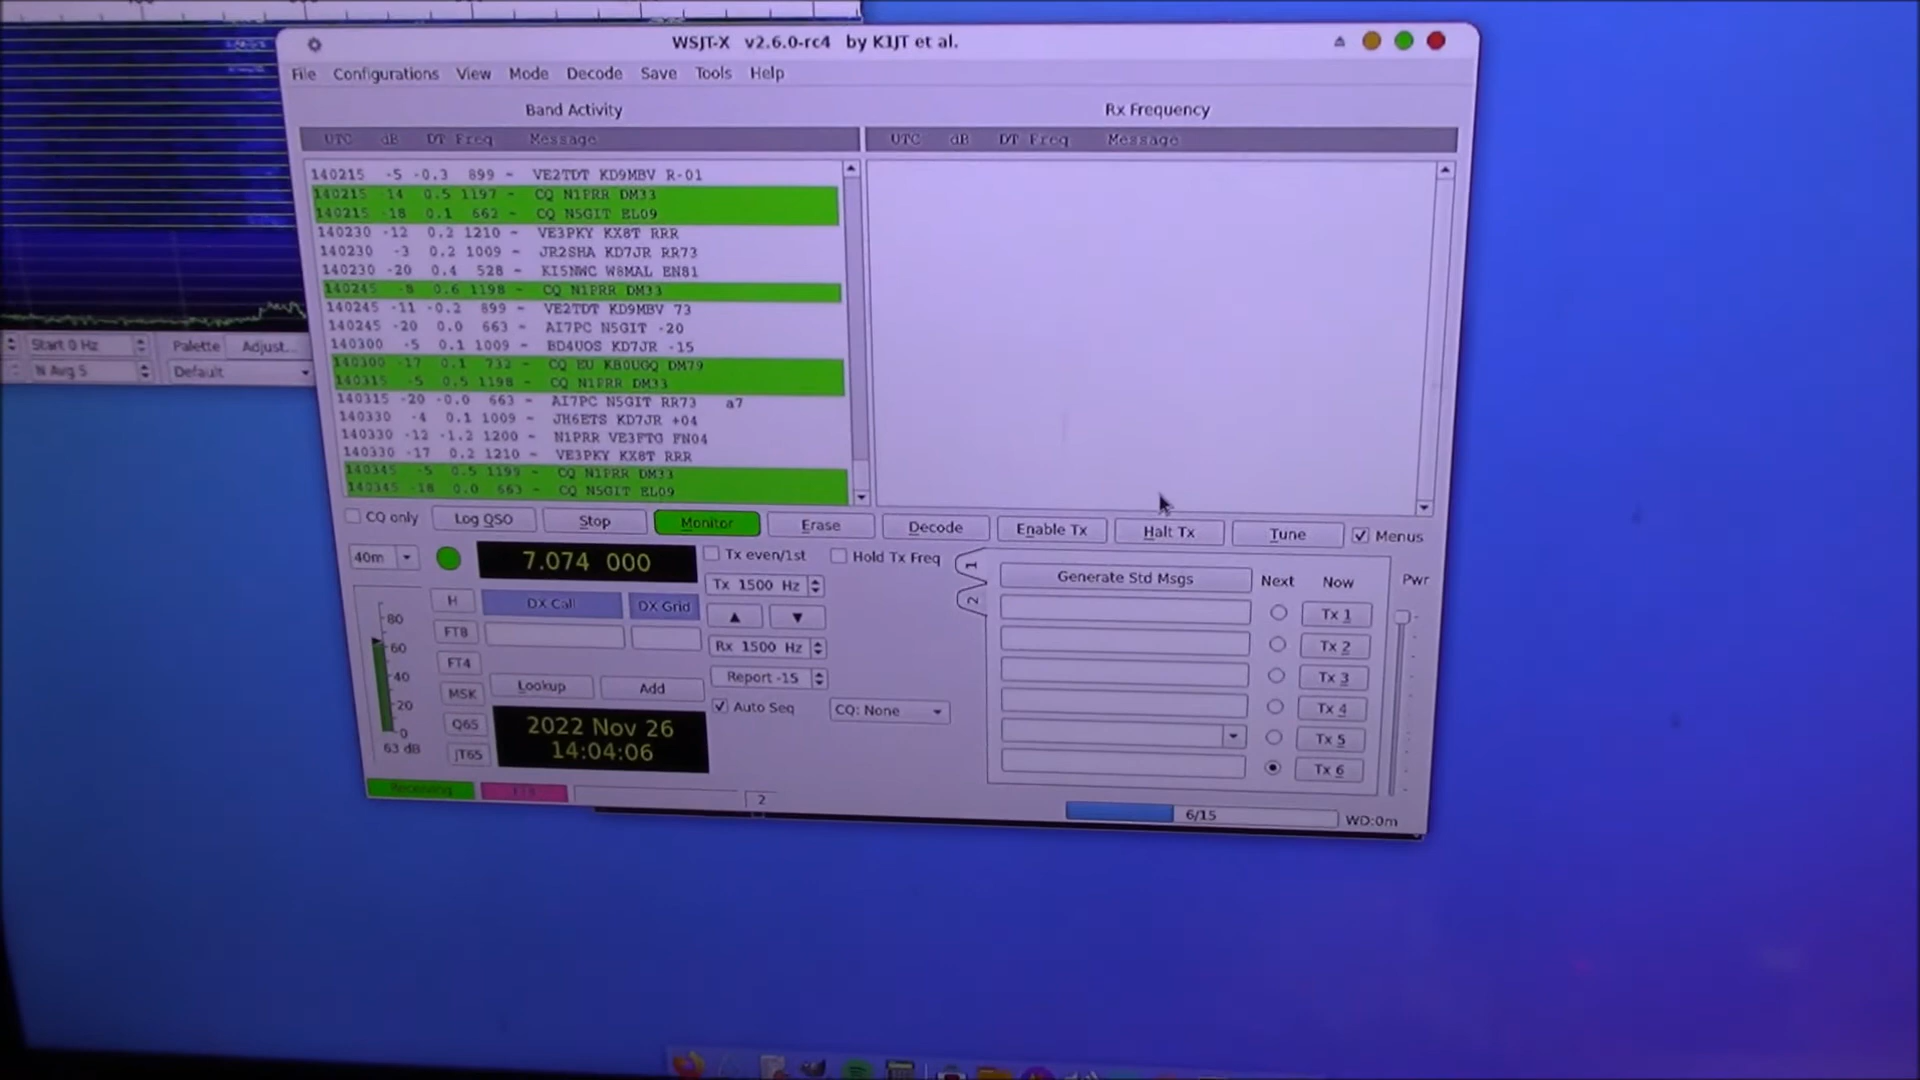 WSJT-X v2.6.0-rc4 by K1JT et al.
File Configurations View Mode Decode Save Tools Help
Band Activity
Rx Frequency
UTC dB DT Freq Message
UTC dB DT Freq Message
140215 -5 -0.3 899 ~ VE2TDT KD9MBV R-01
140215 14 0.5 1197 ~ CQ N1PRR DM33
140215 -18 0.1 662 ~ CQ N5GIT EL09
140230 -12 0.2 1210 ~ VE3PKY KX8T RRR
140230 -3 0.2 1009 ~ JR2SHA KD7JR RR73
140230 -20 0.4 528 ~ KI5NWC W8MAL EN81
140245 -8 0.6 1198 ~ CQ N1PRR DM33
140245 -11 -0.2 899 ~ VE2TDT KD9MBV 73
140245 -20 0.0 663 ~ AI7PC N5GIT -20
140300 -5 0.1 1009 ~ BD4UOS KD7JR -15
140300 -17 0.1 732 ~ CQ EU KB0UGQ DM79
140315 -5 0.5 1198 ~ CQ N1PRR DM33
140315 -20 -0.0 663 ~ AI7PC N5GIT RR73 a7
140330 -4 0.1 1009 ~ JH6ETS KD7JR +04
140330 -12 -1.2 1200 ~ N1PRR VE3FTG FN04
140330 -17 0.2 1210 ~ VE3PKY KX8T RRR
140345 -5 0.5 1199 ~ CQ N1PRR DM33
140345 -18 0.0 663 ~ CQ N5GIT EL09
Start 0 Hz Palette Adjust...
N Avg 5 Default
CQ only Log QSO Stop Monitor Erase Decode Enable Tx Halt Tx Tune Menus
40m 7.074 000 Tx even/1st Hold Tx Freq
1
2
Generate Std Msgs Next Now Pwr
Tx 1500 Hz
H DX Call DX Grid
Tx 1
80
FT8 Rx 1500 Hz Tx 2
60
FT4 Report -15 Tx 3
40
MSK Lookup Add Auto Seq CQ: None Tx 4
20
Q65 2022 Nov 26 Tx 5
0
63 dB JT65 14:04:06 Tx 6
Receiving FT8 2 6/15 WD:0m